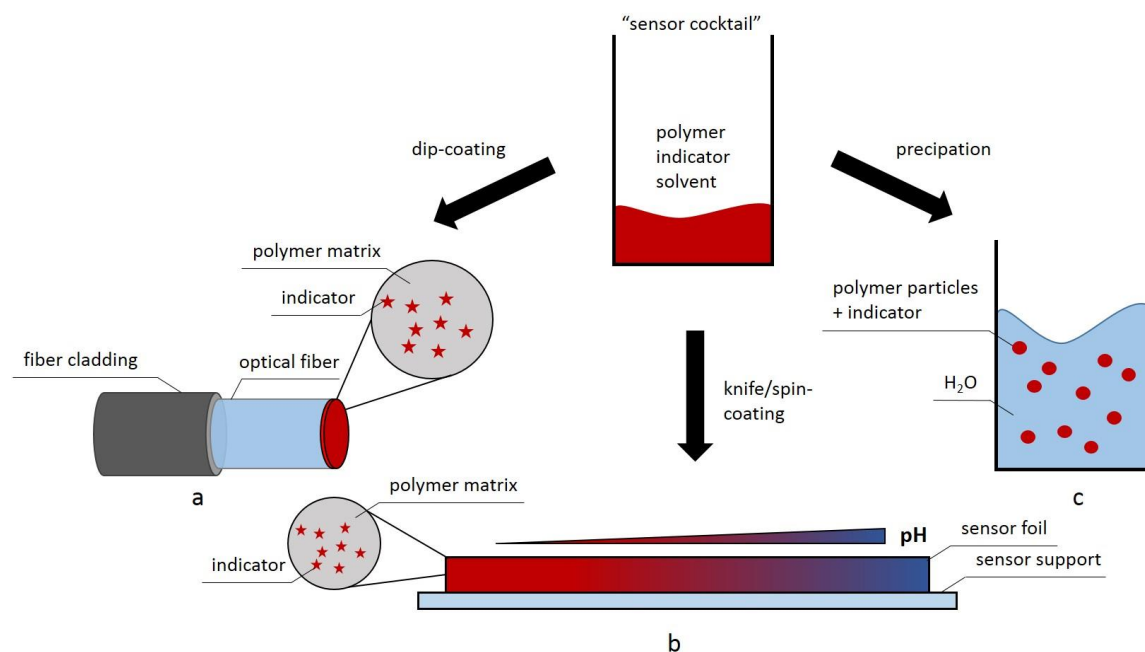 “sensor cocktail”
polymer
indicator
solvent
dip-coating
precipation
polymer matrix
indicator
fiber cladding
optical fiber
a
knife/spin-
coating
polymer particles
+ indicator
H₂O
c
polymer matrix
indicator
pH
sensor foil
sensor support
b